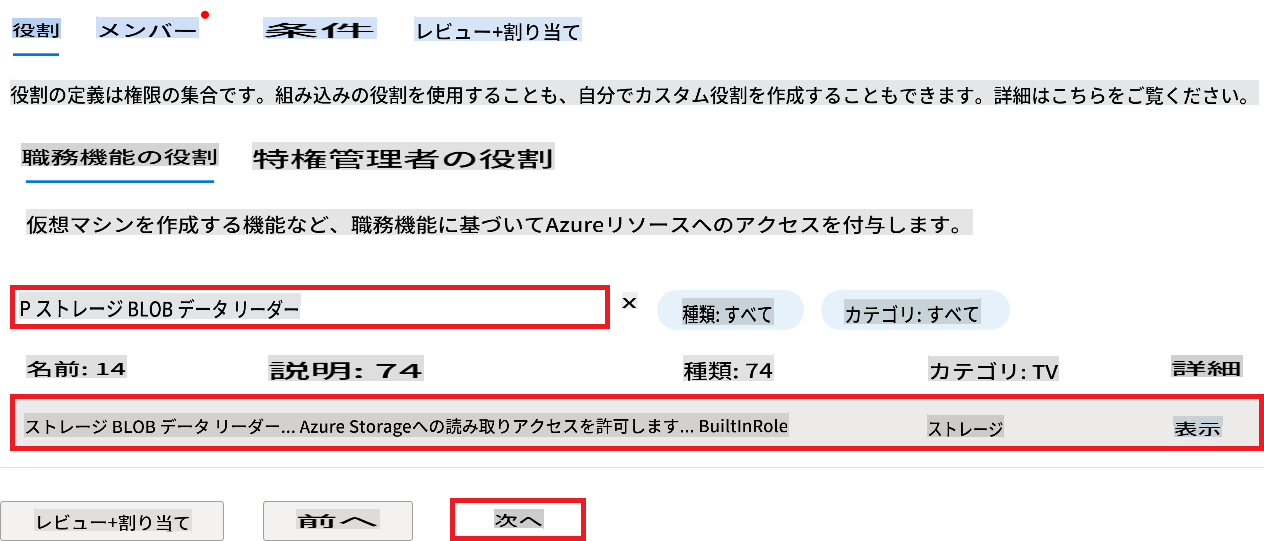 役割 メンバー 条件 レビュー+割り当て
役割の定義は権限の集合です。組み込みの役割を使用することも、自分でカスタム役割を作成することもできます。詳細はこちらをご覧ください。
職務機能の役割 特権管理者の役割
仮想マシンを作成する機能など、職務機能に基づいてAzureリソースへのアクセスを付与します。
P ストレージ BLOB データ リーダー x 種類: すべて カテゴリ: すべて
名前: 14 説明: 74 種類: 74 カテゴリ: TV 詳細
ストレージ BLOB データ リーダー... Azure Storageへの読み取りアクセスを許可します... BuiltInRole ストレージ 表示
レビュー+割り当て 前へ 次へ